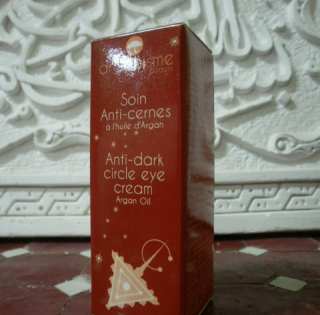 Soin
Anti-cernes
à l'huile d'Argan
Anti-dark
circle eye
cream
Argan Oil